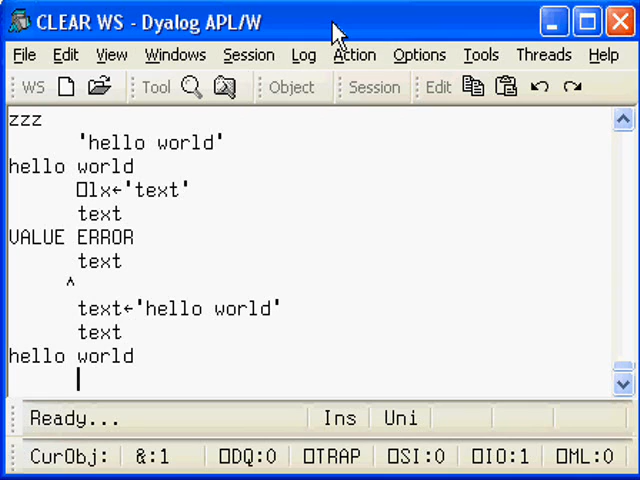 CLEAR WS - Dyalog APL/W
File Edit View Windows Session Log Action Options Tools Threads Help
WS Tool Object Session Edit
zzz
      'hello world'
hello world
      ⎕lx←'text'
      text
VALUE ERROR
      text
     ^
      text←'hello world'
      text
hello world
Ready... Ins Uni
CurObj: &:1 ⎕DQ:0 ⎕TRAP ⎕SI:0 ⎕IO:1 ⎕ML:0